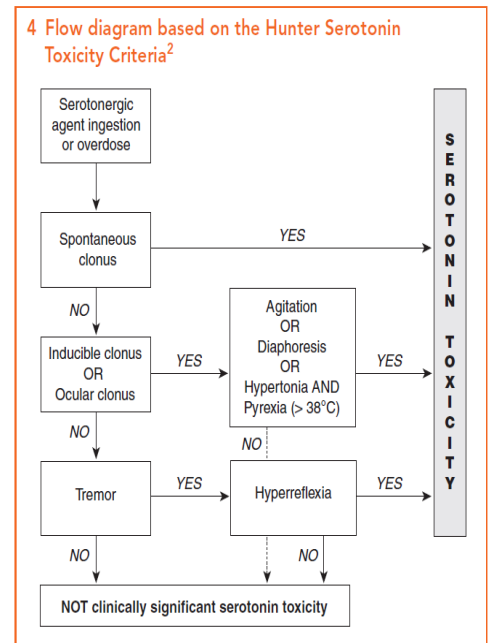 4 Flow diagram based on the Hunter Serotonin
Toxicity Criteria2
Serotonergic
agent ingestion
or overdose
Spontaneous
clonus
YES
NO
Inducible clonus
OR
Ocular clonus
YES
Agitation
OR
Diaphoresis
OR
Hypertonia AND
Pyrexia (> 38°C)
YES
NO
NO
Tremor
YES
Hyperreflexia
YES
NO
NO
NOT clinically significant serotonin toxicity
SEROTONIN TOXICITY